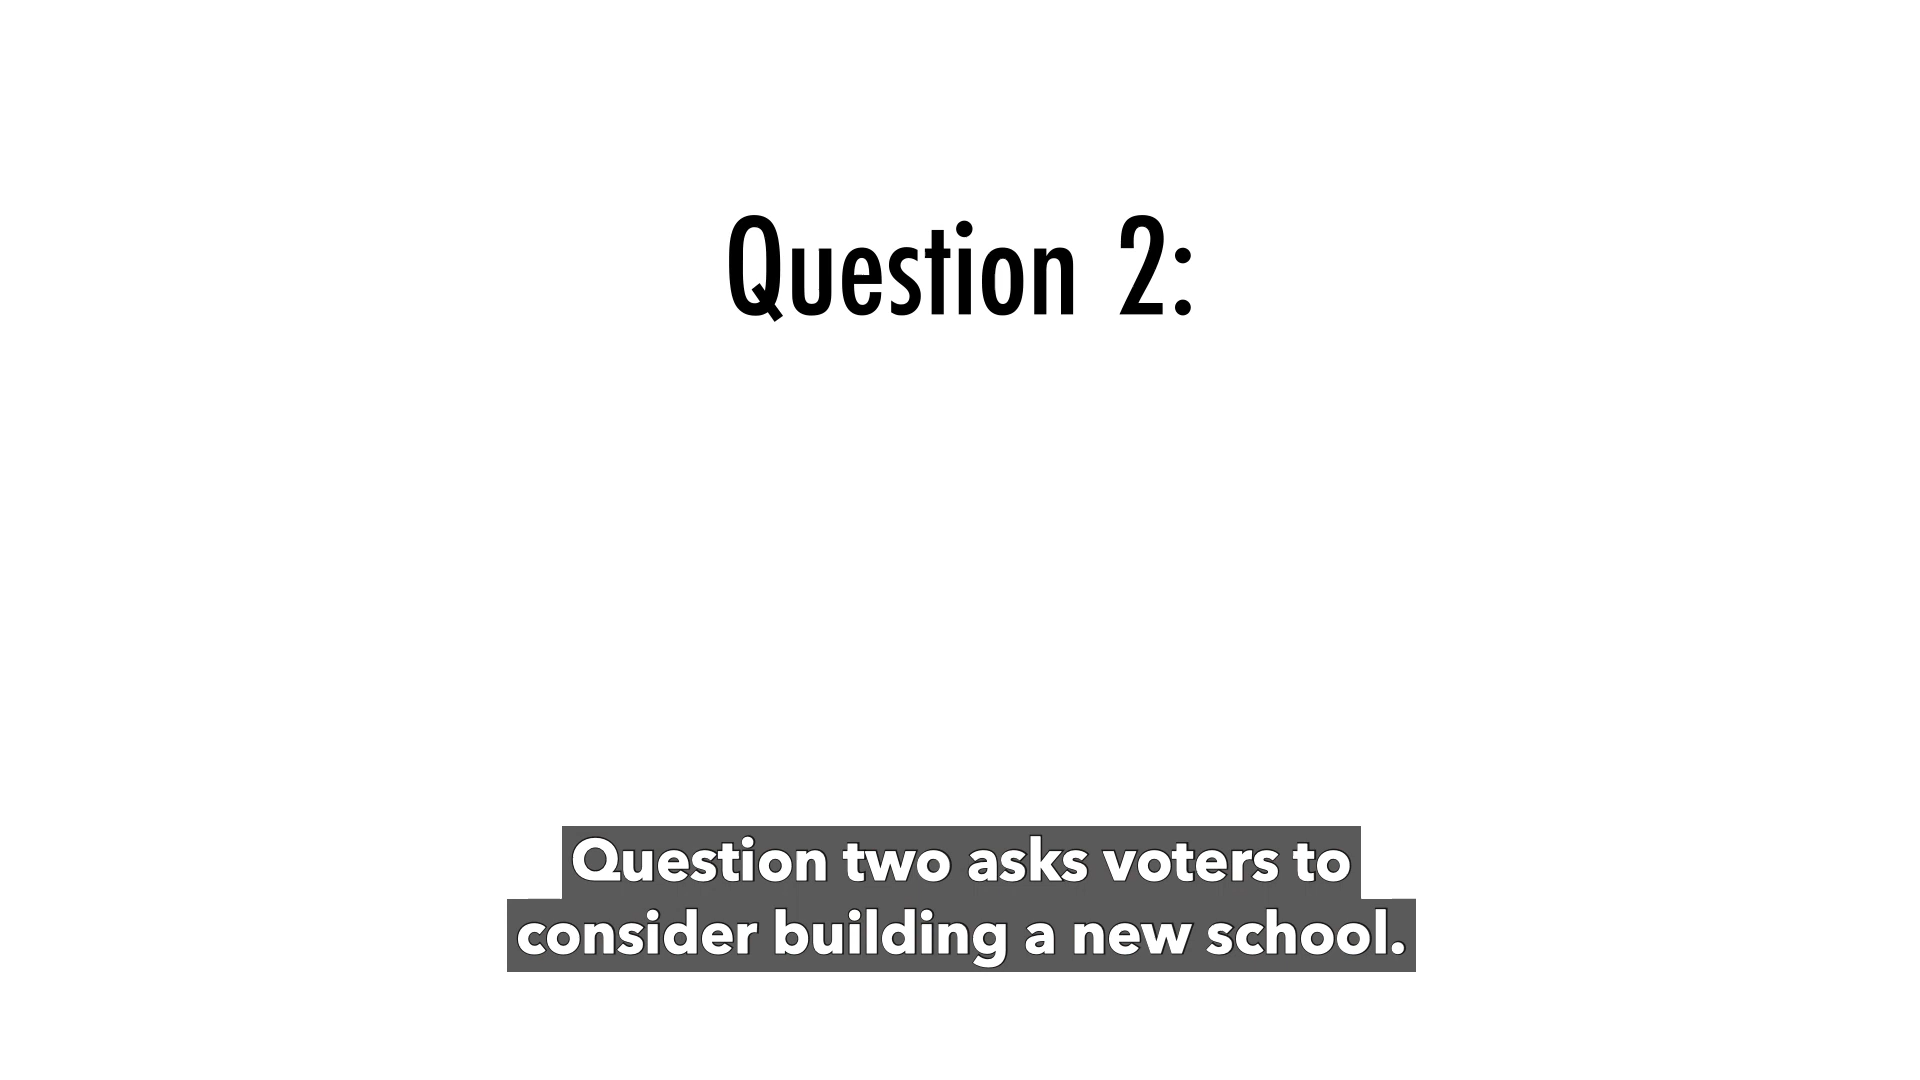 Question 2:
Question two asks voters to
consider building a new school.